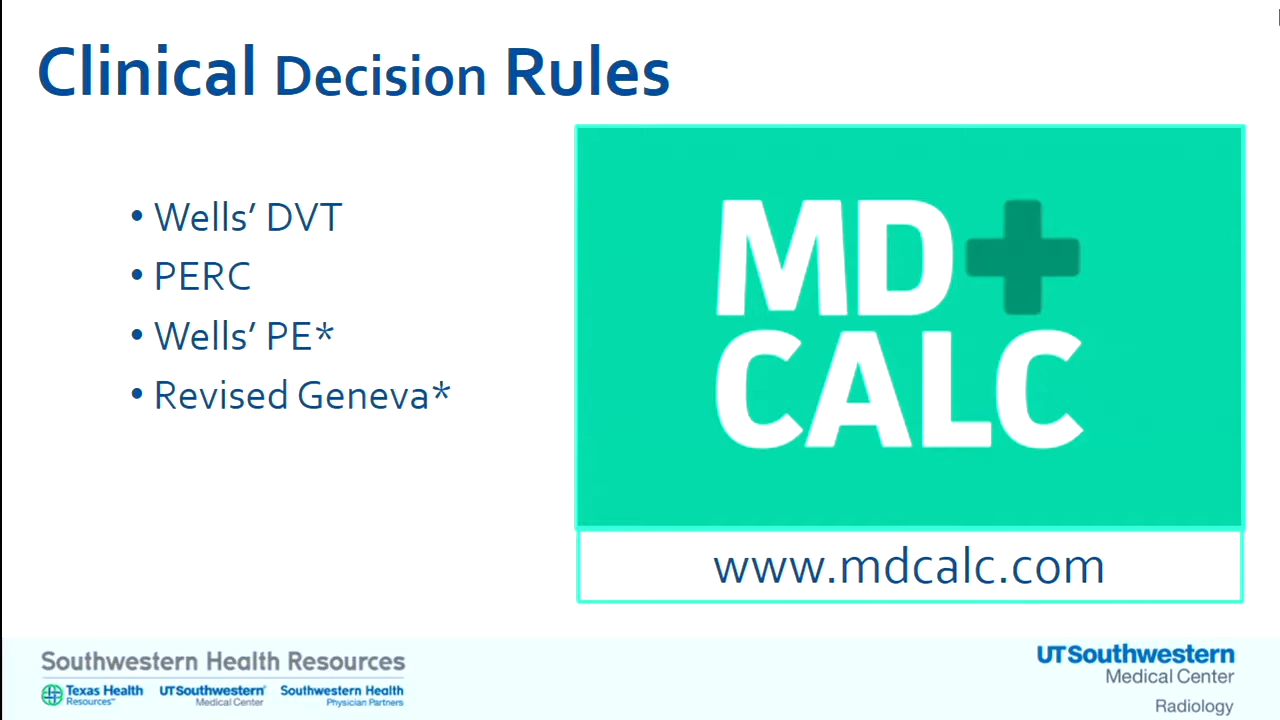 Clinical Decision Rules
• Wells’ DVT
• PERC
• Wells’ PE*
• Revised Geneva*
MD
CALC
www.mdcalc.com
Southwestern Health Resources
Texas Health Resources℠
UTSouthwestern Medical Center
Southwestern Health Physician Partners
UTSouthwestern
Medical Center
Radiology